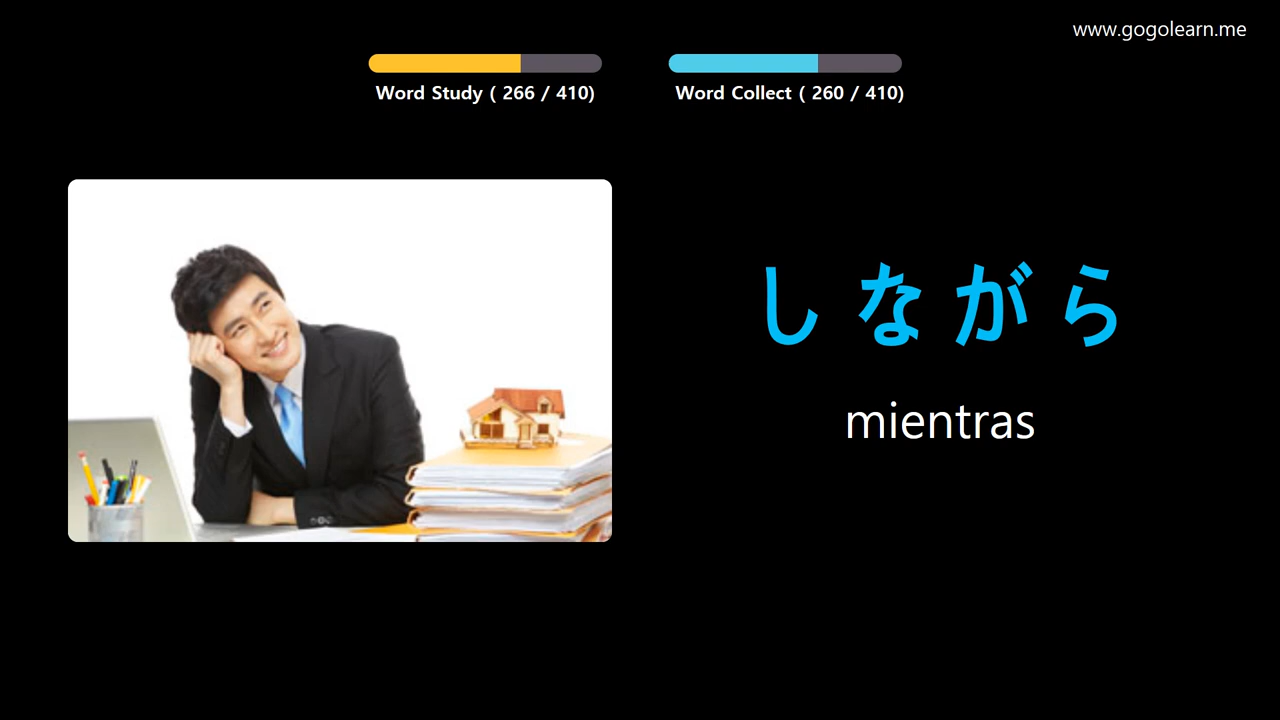 www.gogolearn.me
Word Study ( 266 / 410)
Word Collect ( 260 / 410)
しながら
mientras